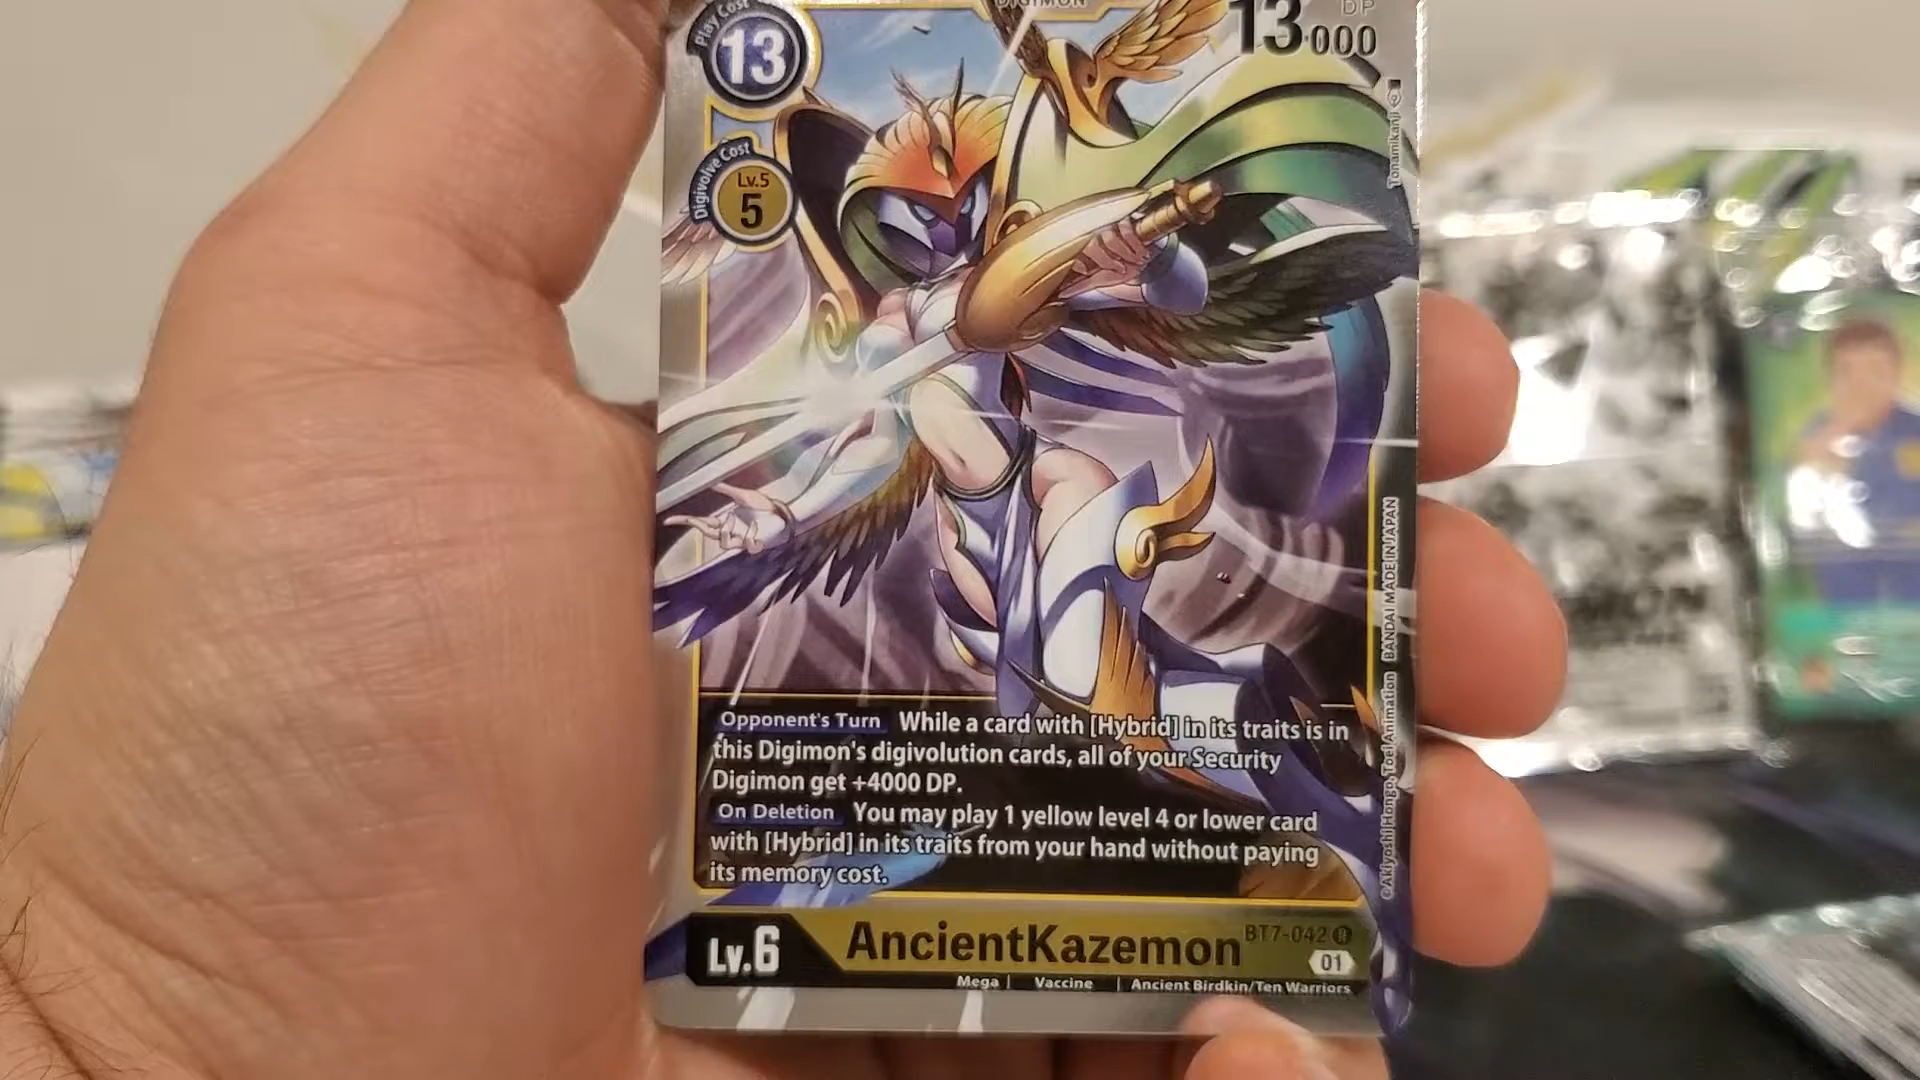 DIGIMON
Play Cost
13
13000
DP
Digivolve Cost
Lv.5
5
Tonamikanji
Opponent's Turn While a card with [Hybrid] in its traits is in
this Digimon's digivolution cards, all of your Security
Digimon get +4000 DP.
On Deletion You may play 1 yellow level 4 or lower card
with [Hybrid] in its traits from your hand without paying
its memory cost.
©Akiyoshi Hongo, Toei Animation BANDAI MADE IN JAPAN
Lv.6
AncientKazemon
BT7-042 R
01
Mega | Vaccine | Ancient Birdkin/Ten Warriors